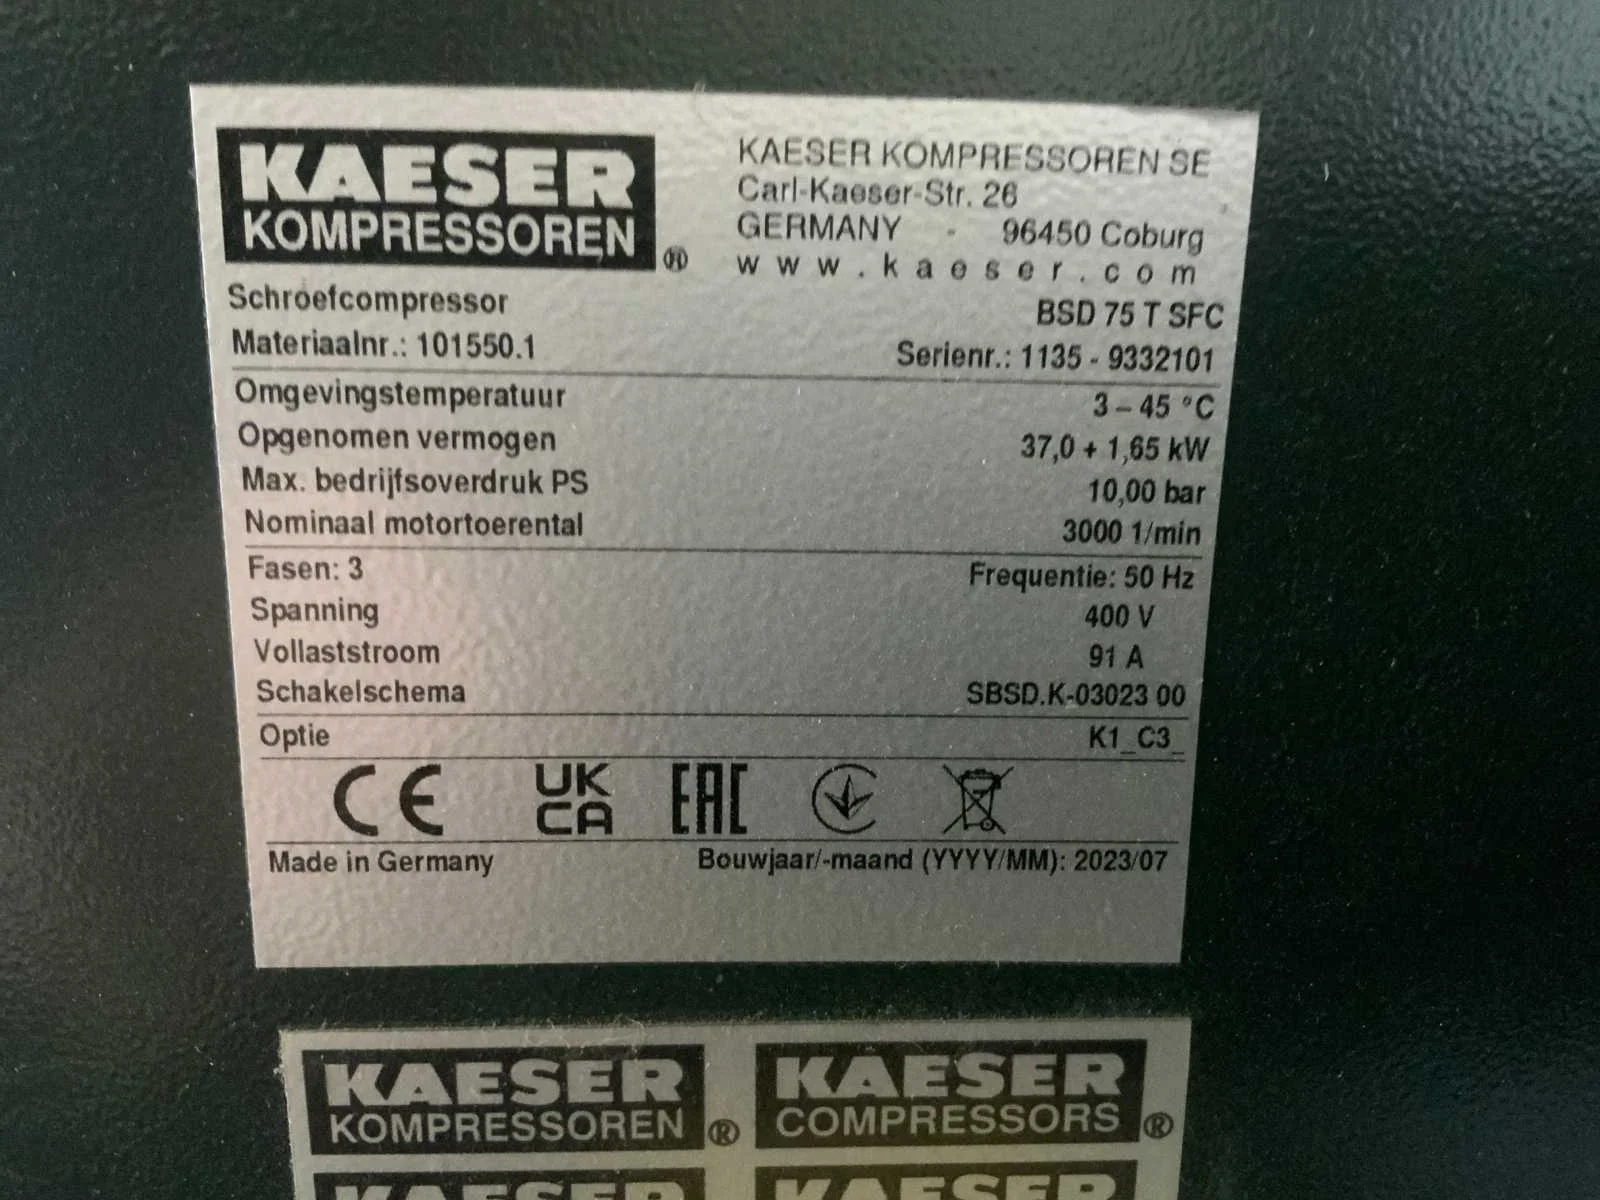 KAESER
KOMPRESSOREN ®
KAESER KOMPRESSOREN SE
Carl-Kaeser-Str. 26
GERMANY - 96450 Coburg
www.kaeser.com
Schroefcompressor BSD 75 T SFC
Materiaalnr.: 101550.1 Serienr.: 1135 - 9332101
Omgevingstemperatuur 3 – 45 °C
Opgenomen vermogen 37,0 + 1,65 kW
Max. bedrijfsoverdruk PS 10,00 bar
Nominaal motortoerental 3000 1/min
Fasen: 3 Frequentie: 50 Hz
Spanning 400 V
Vollaststroom 91 A
Schakelschema SBSD.K-03023 00
Optie K1_C3_
CE UK CA EAC
Made in Germany Bouwjaar/-maand (YYYY/MM): 2023/07
KAESER KAESER
KOMPRESSOREN ® COMPRESSORS ®
KAESER KAESER